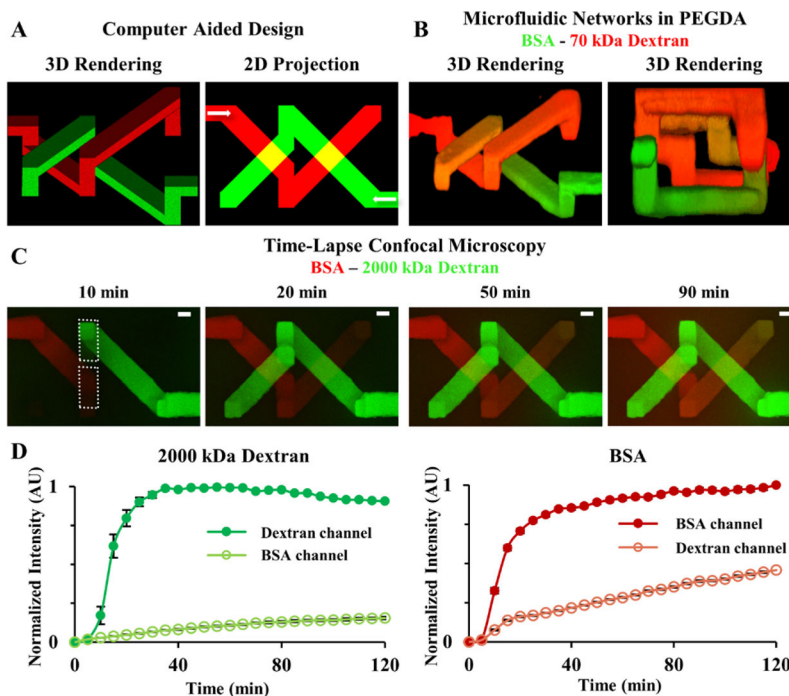 A
Computer Aided Design
3D Rendering
2D Projection
B
Microfluidic Networks in PEGDA
BSA - 70 kDa Dextran
3D Rendering
3D Rendering
C
Time-Lapse Confocal Microscopy
BSA – 2000 kDa Dextran
10 min
20 min
50 min
90 min
D
2000 kDa Dextran
Normalized Intensity (AU)
1
0
Dextran channel
BSA channel
0
40
80
120
Time (min)
BSA
Normalized Intensity (AU)
1
0
BSA channel
Dextran channel
0
40
80
120
Time (min)